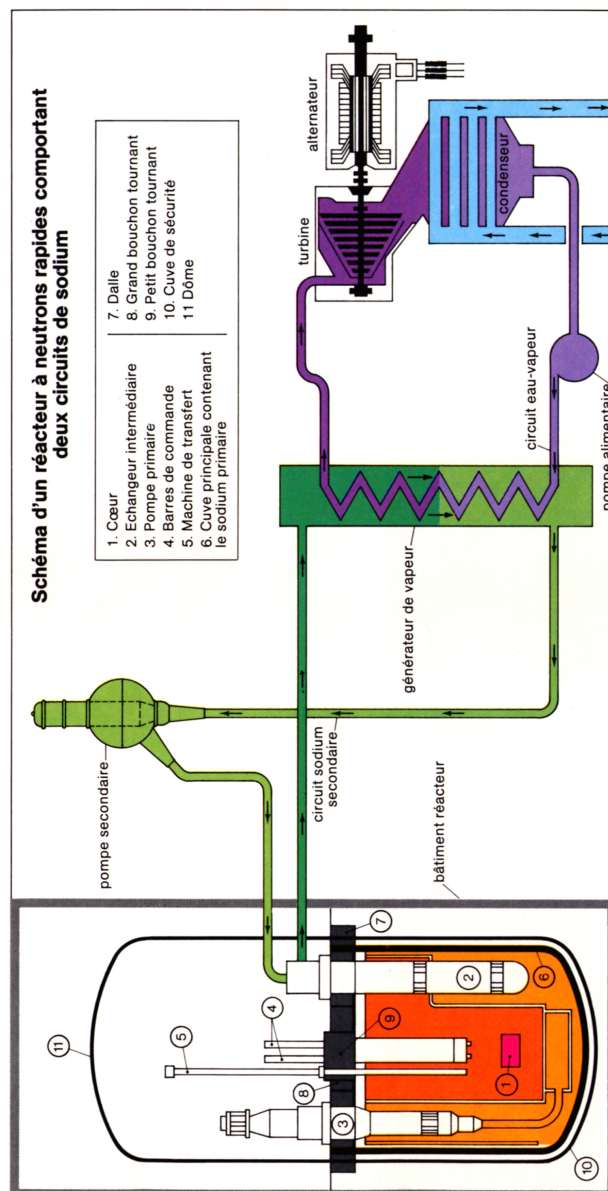 Schéma d'un réacteur à neutrons rapides comportant
deux circuits de sodium
1. Cœur
2. Echangeur intermédiaire
3. Pompe primaire
4. Barres de commande
5. Machine de transfert
6. Cuve principale contenant
le sodium primaire
7. Dalle
8. Grand bouchon tournant
9. Petit bouchon tournant
10. Cuve de sécurité
11 Dôme
11
5
4
7
8
9
3
2
6
1
10
pompe secondaire
circuit sodium
secondaire
bâtiment réacteur
générateur de vapeur
turbine
alternateur
condenseur
circuit eau-vapeur
pompe alimentaire